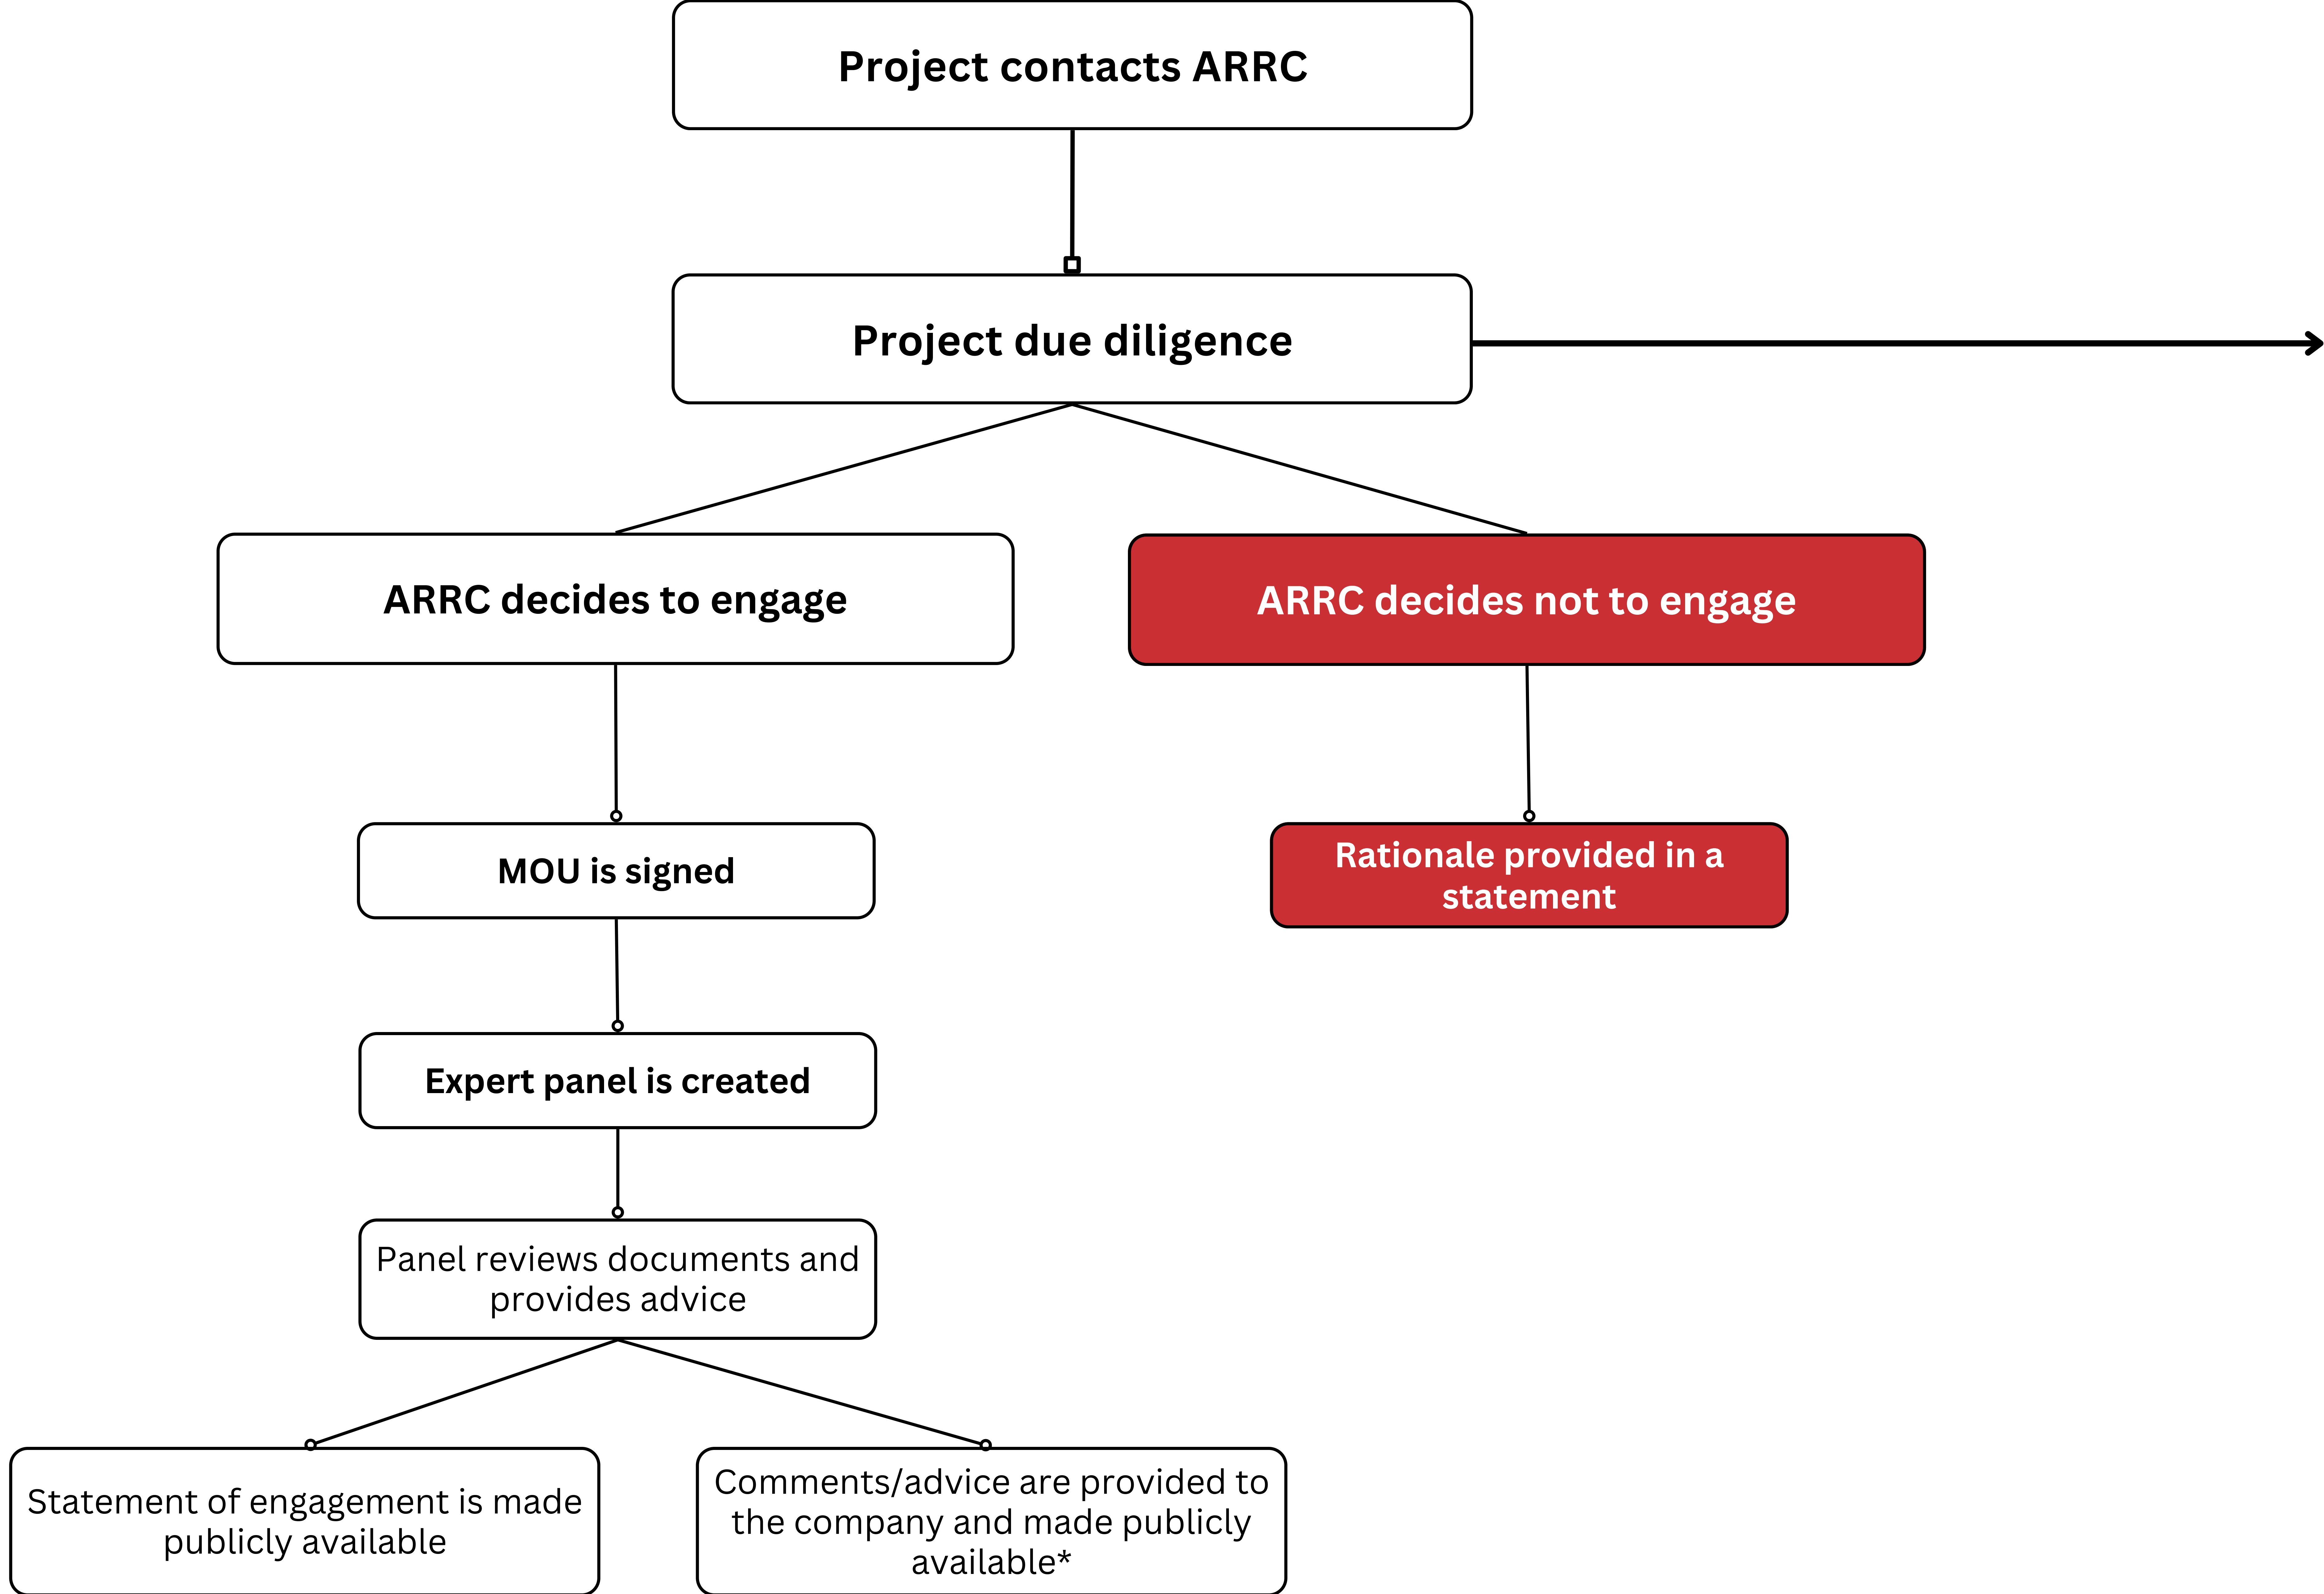 Project contacts ARRC
Project due diligence
ARRC decides to engage
ARRC decides not to engage
MOU is signed
Rationale provided in a
statement
Expert panel is created
Panel reviews documents and
provides advice
Statement of engagement is made
publicly available
Comments/advice are provided to
the company and made publicly
available*